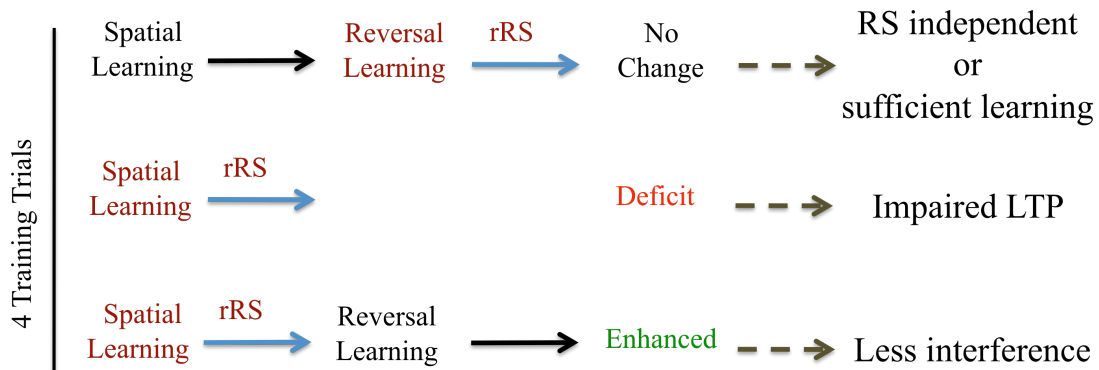 4 Training Trials
Spatial
Learning
Reversal
Learning
rRS
No
Change
RS independent
or
sufficient learning
Spatial
Learning
rRS
Deficit
Impaired LTP
Spatial
Learning
rRS
Reversal
Learning
Enhanced
Less interference